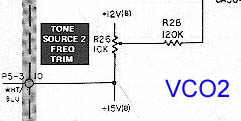 +12V(B)
R28
120K
TONE
SOURCE 2
FREQ
TRIM
R26
10K
P5-3
10
WHT/
BLU
+15V(B)
VCO2